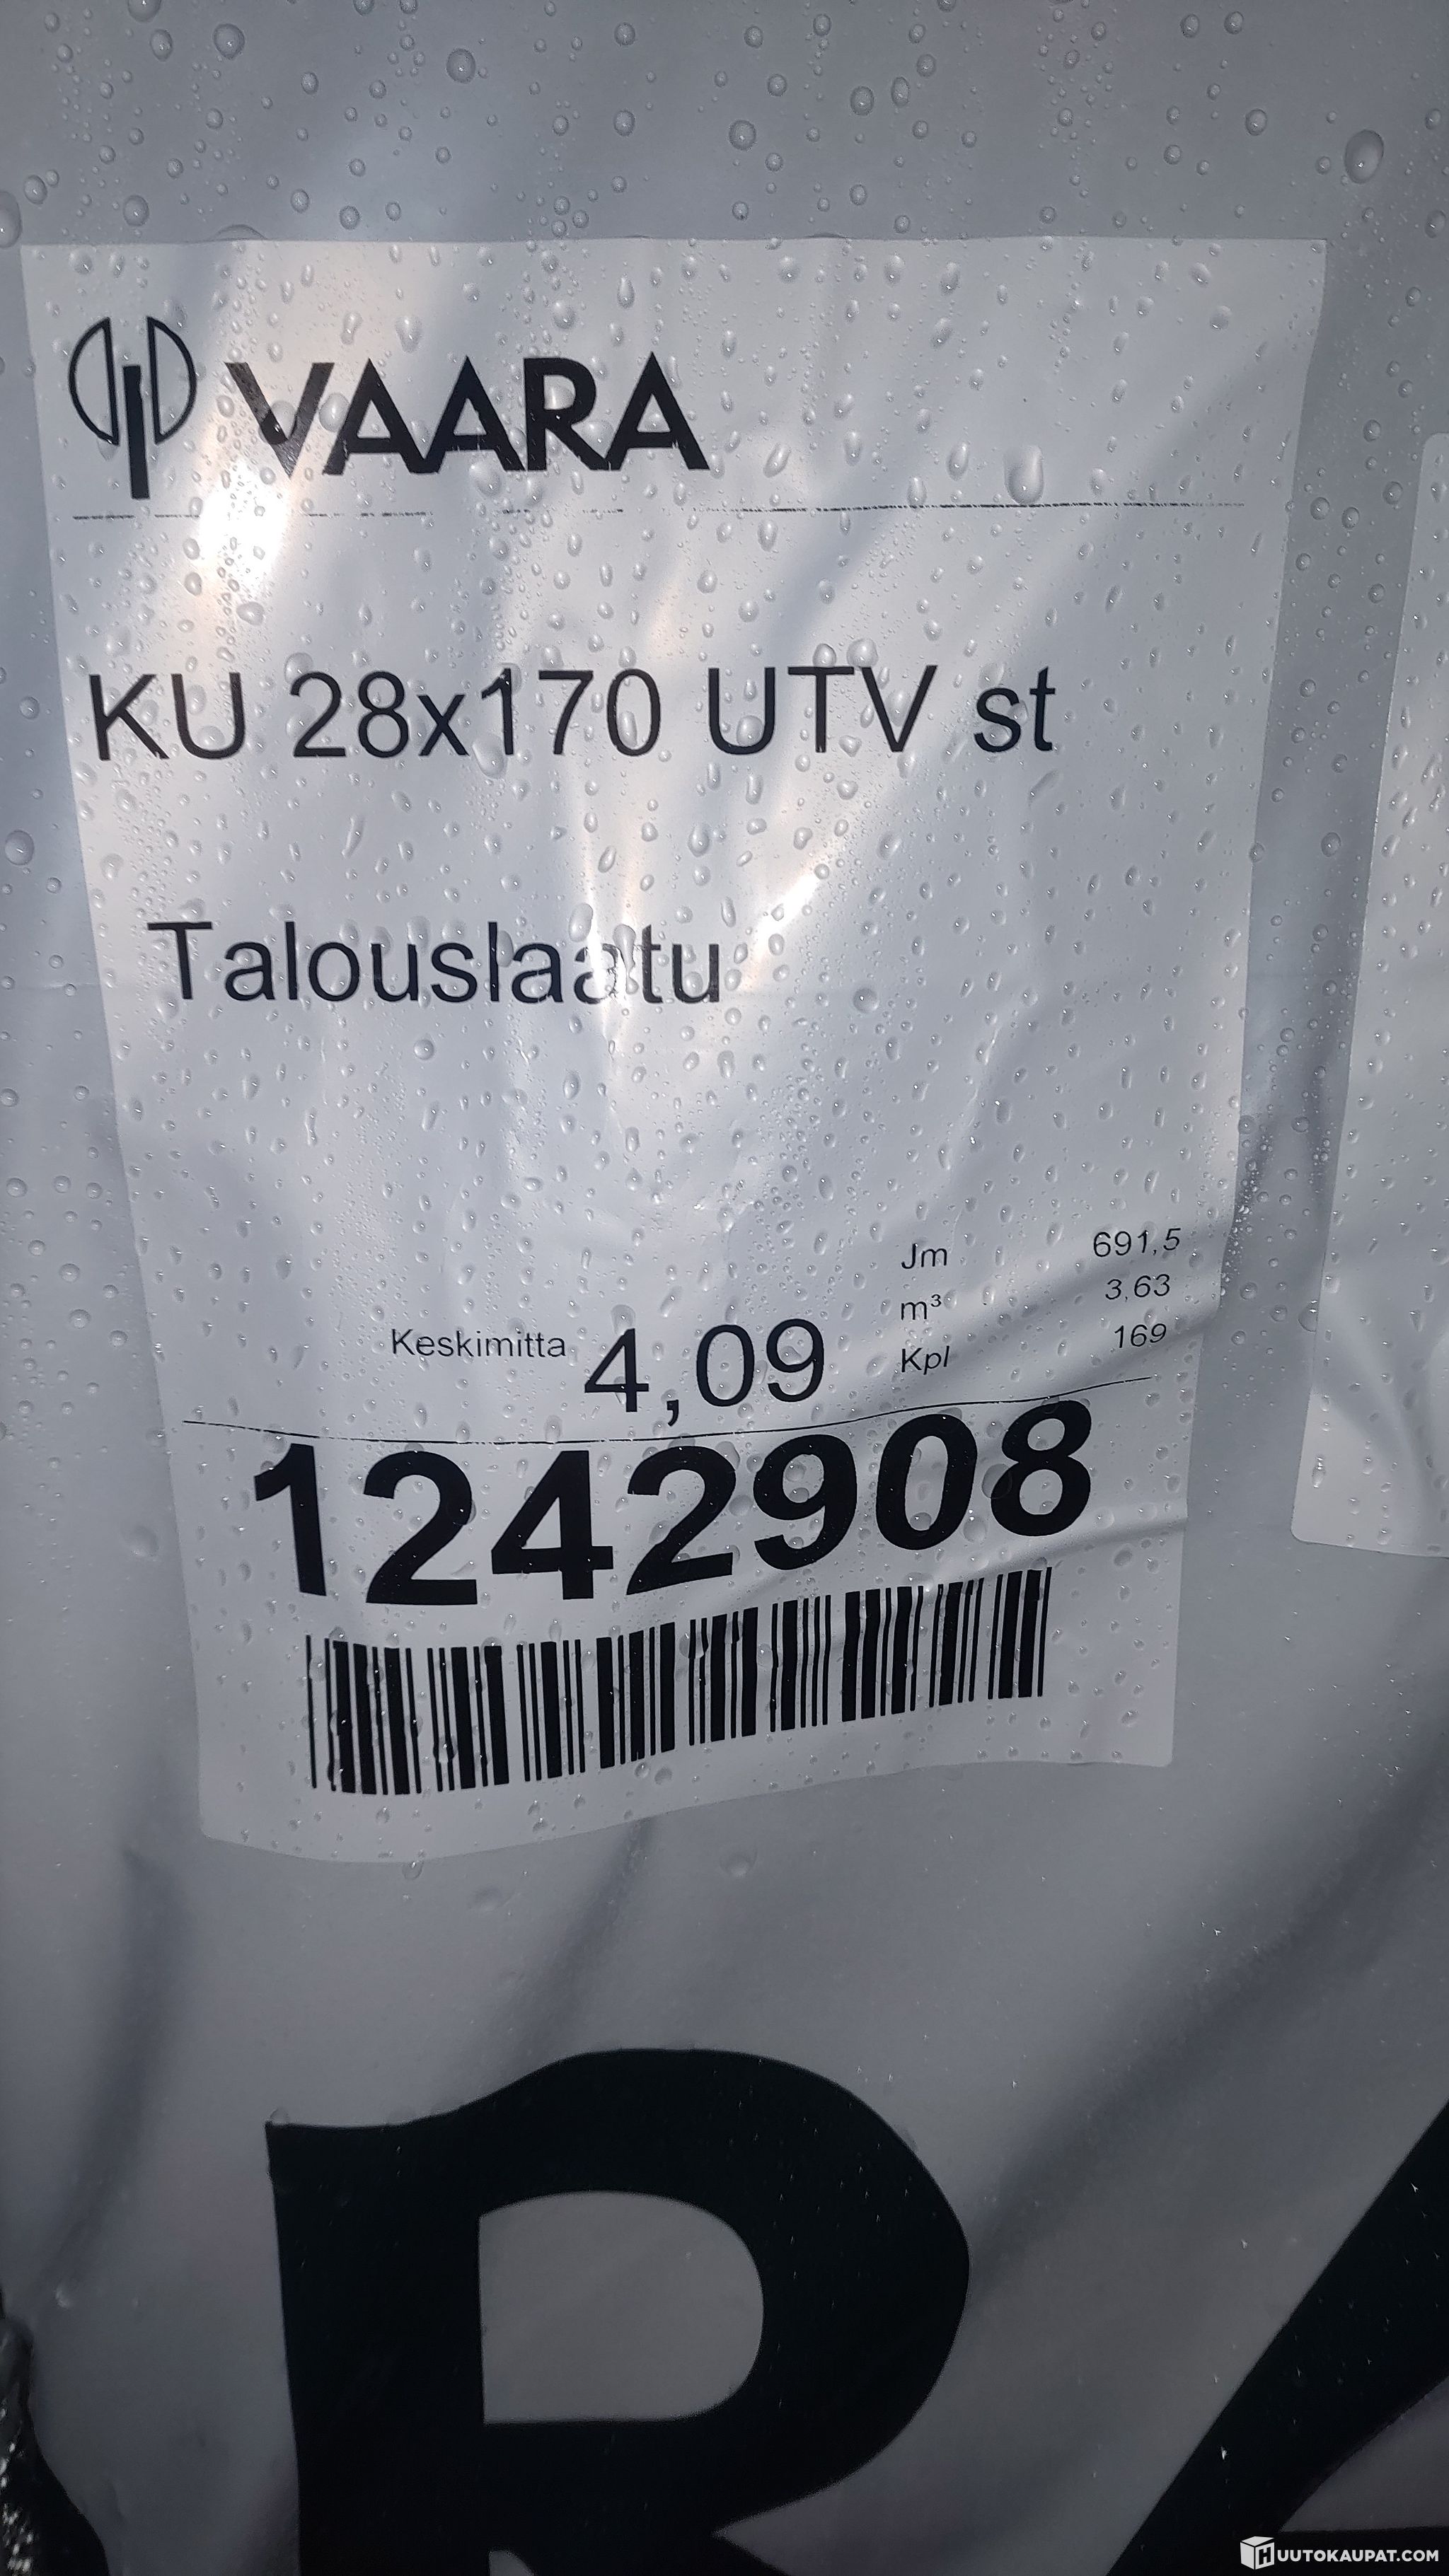 VAARA
KU 28x170 UTV st
Talouslaatu
Jm 691,5
m³ 3,63
Keskimitta 4,09 Kpl 169
1242908
R
HUUTOKAUPAT.COM